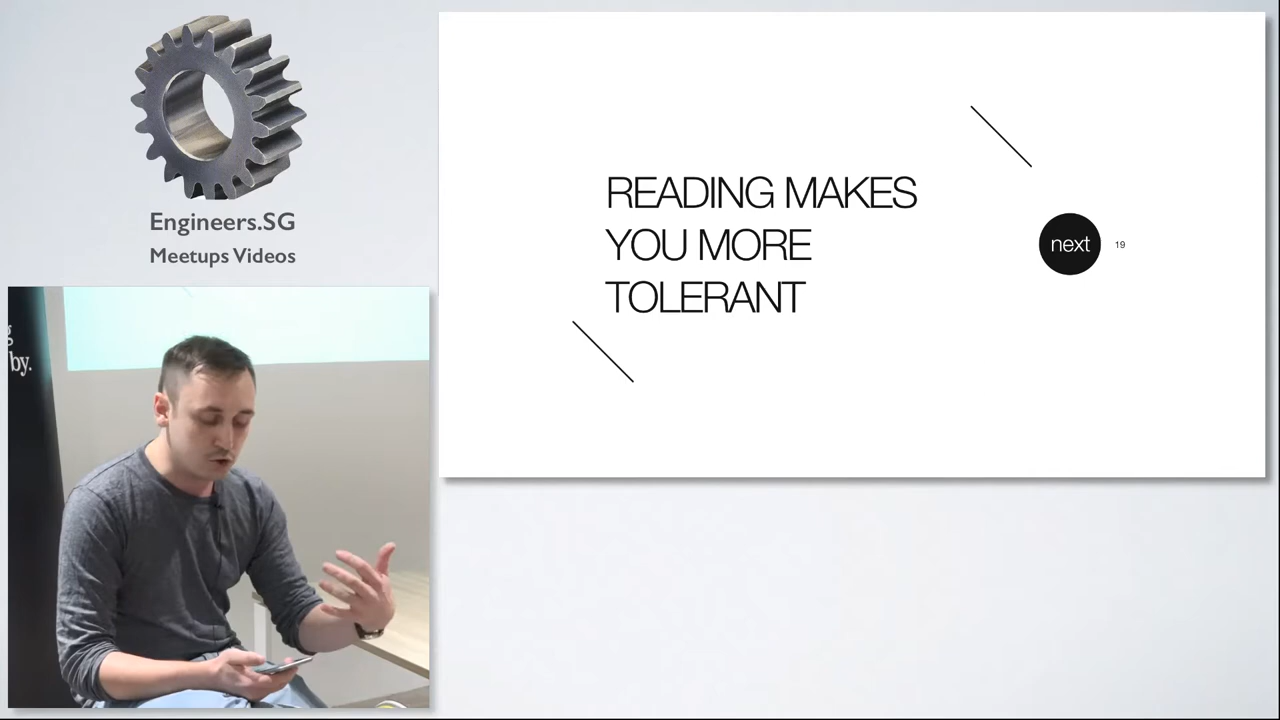 Engineers.SG
Meetups Videos
by.
READING MAKES
YOU MORE
TOLERANT
next
19